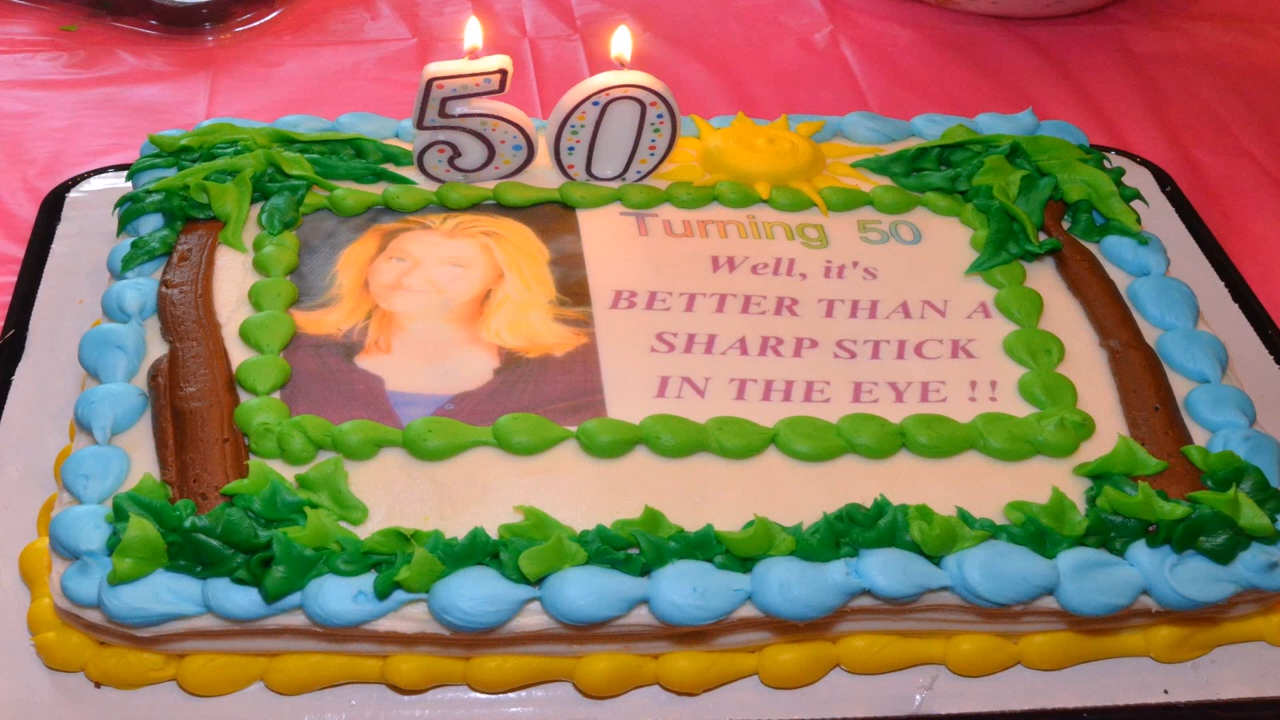 50
Turning 50
Well, it's
BETTER THAN A
SHARP STICK
IN THE EYE !!